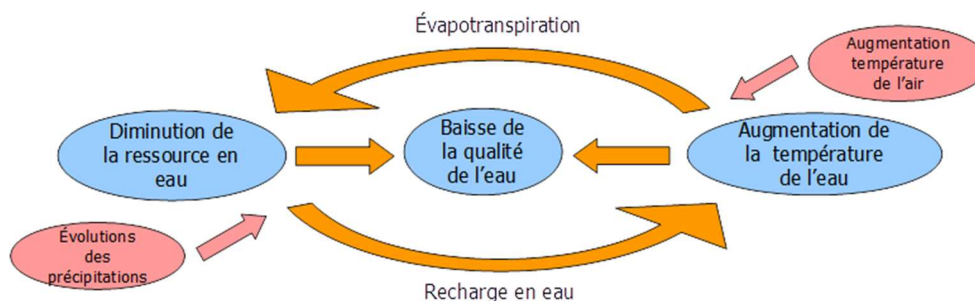 Évapotranspiration
Augmentation
température
de l'air
Diminution de
la ressource en
eau
Baisse de
la qualité
de l'eau
Augmentation de
la température
de l'eau
Évolutions
des
précipitations
Recharge en eau